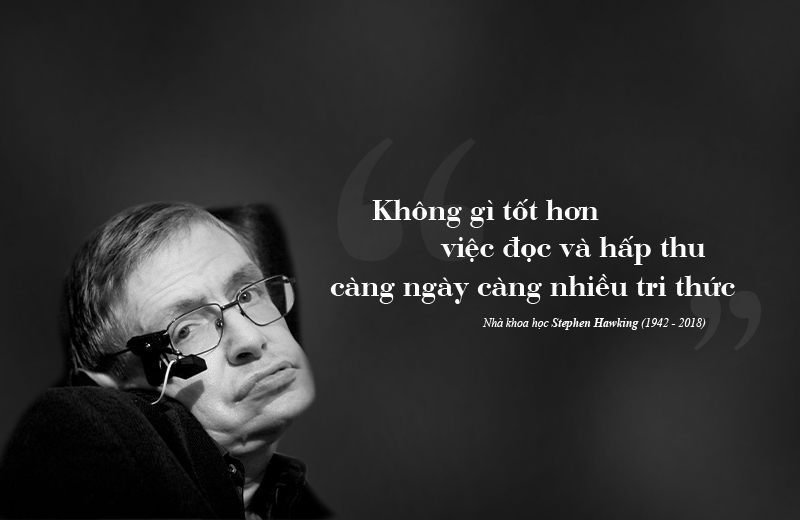 Không gì tốt hơn
việc đọc và hấp thu
càng ngày càng nhiều tri thức
Nhà khoa học Stephen Hawking (1942 - 2018)